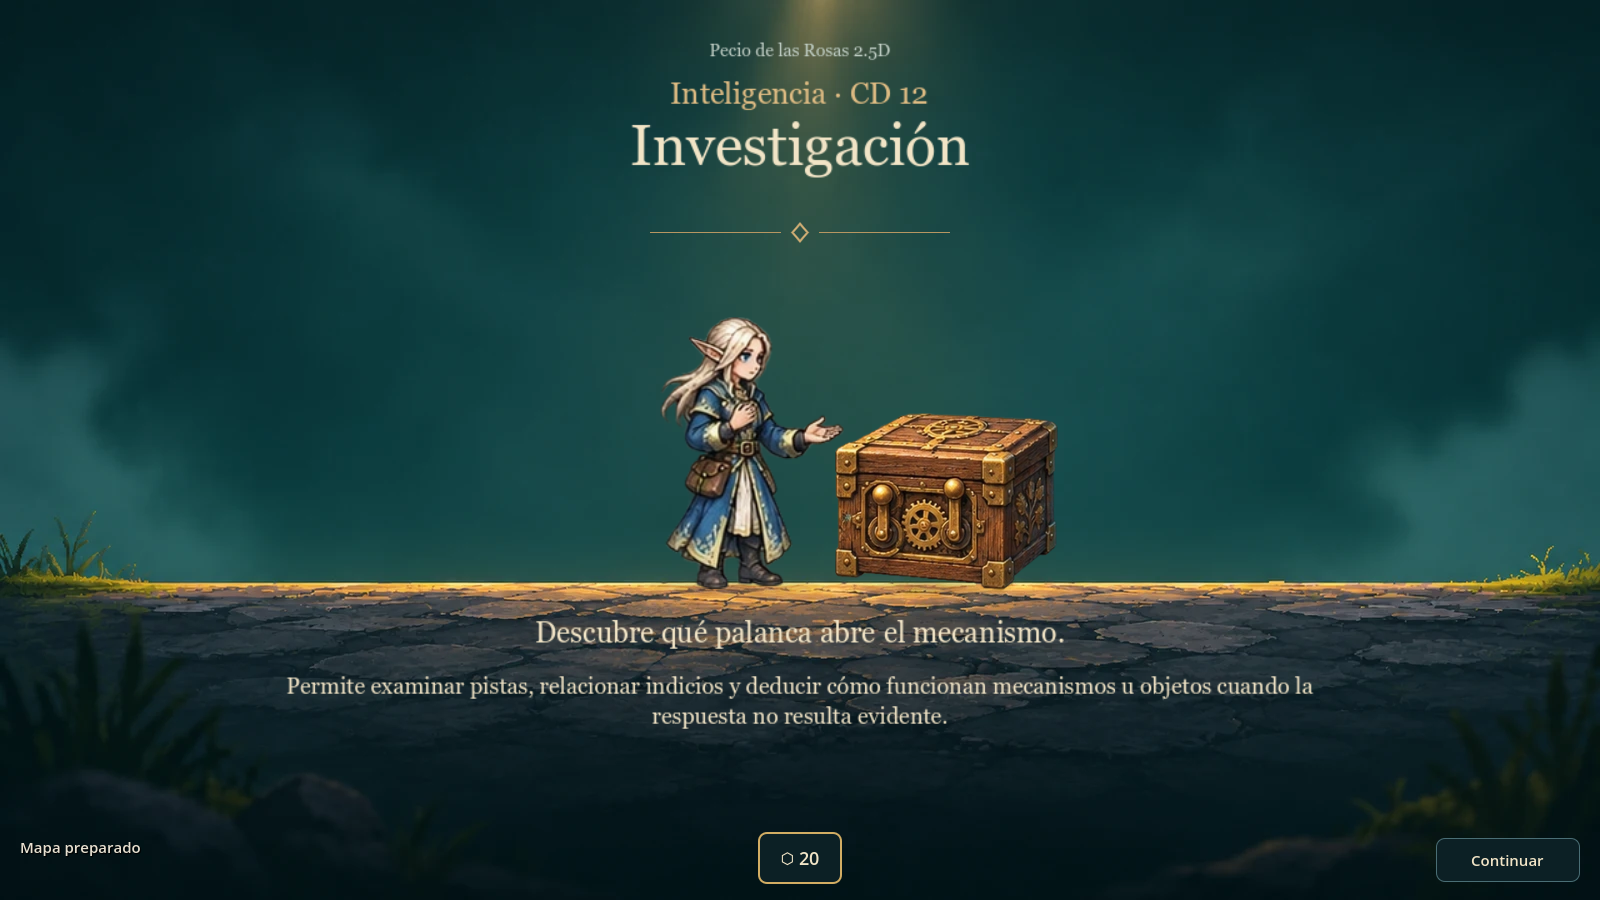 Pecio de las Rosas 2.5D
Inteligencia · CD 12
Investigación
Descubre qué palanca abre el mecanismo.
Permite examinar pistas, relacionar indicios y deducir cómo funcionan mecanismos u objetos cuando la
respuesta no resulta evidente.
Mapa preparado
20
Continuar